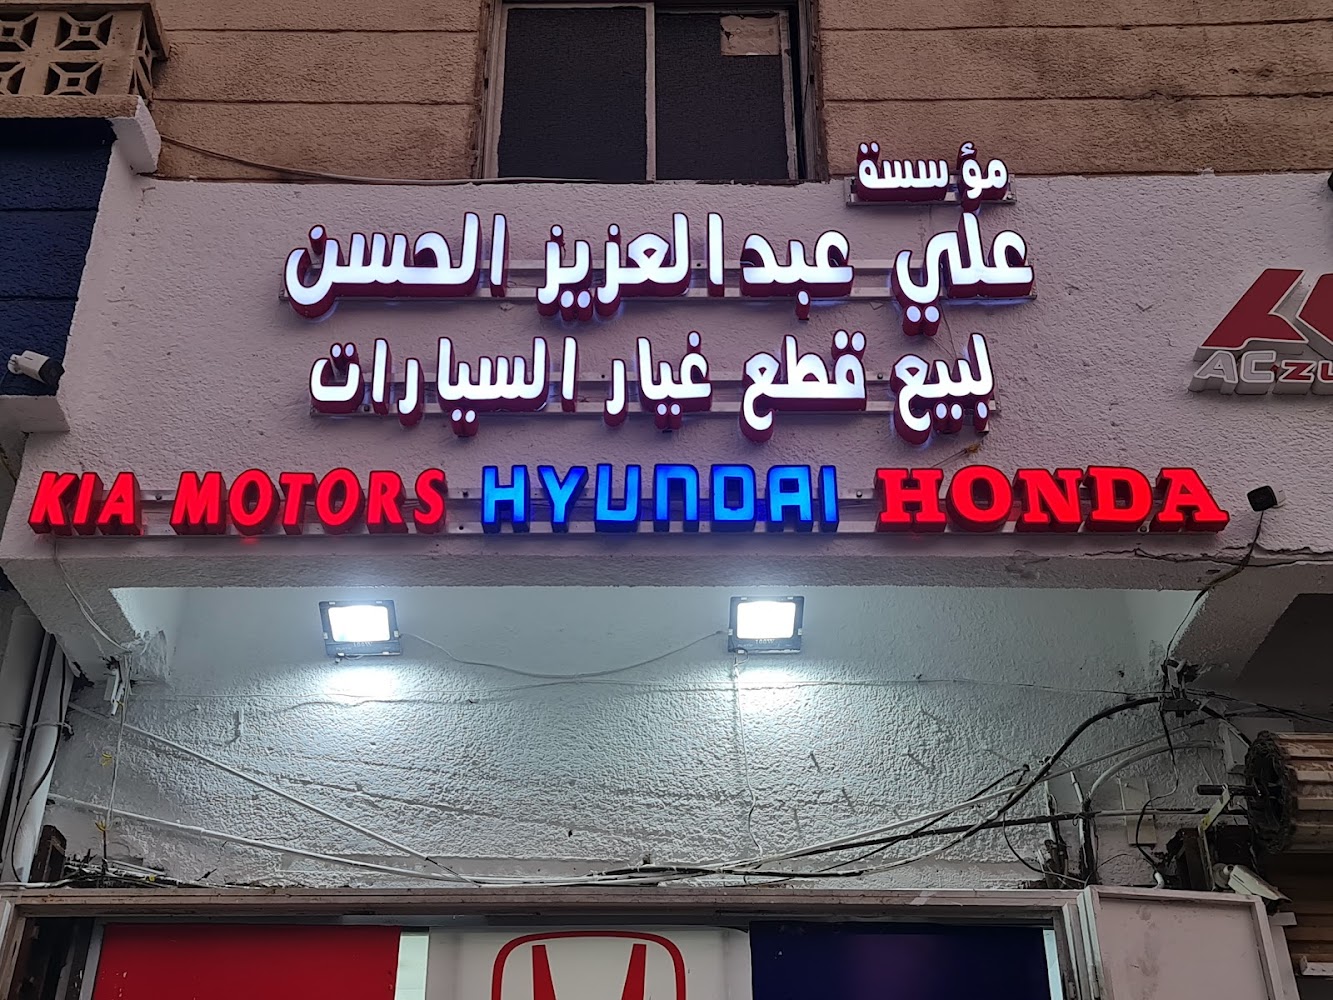 مؤسسة
علي عبدالعزيز الحسن
لبيع قطع غيار السيارات
KIA MOTORS HYUNDAI HONDA